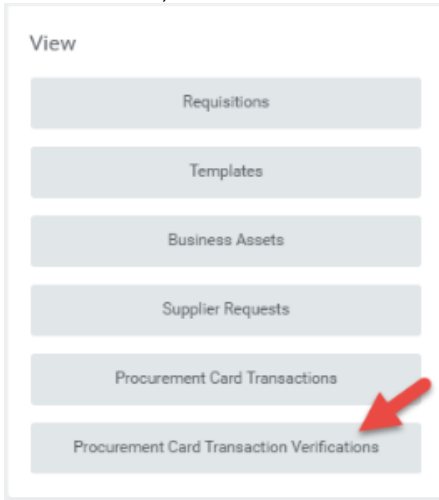 View
Requisitions
Templates
Business Assets
Supplier Requests
Procurement Card Transactions
Procurement Card Transaction Verifications